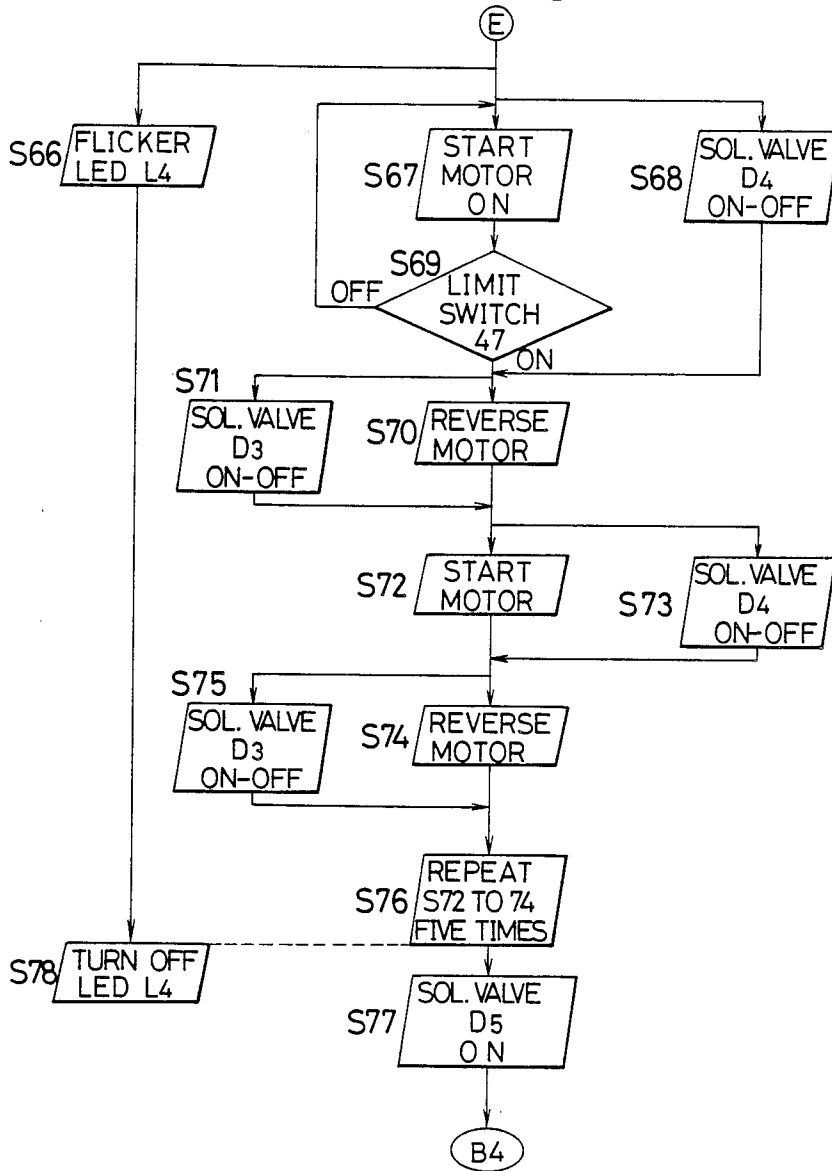 E
S66
FLICKER
LED L4
S67
START
MOTOR
ON
S68
SOL. VALVE
D4
ON-OFF
S69
LIMIT
SWITCH
47
OFF
ON
S71
SOL. VALVE
D3
ON-OFF
S70
REVERSE
MOTOR
S72
START
MOTOR
S73
SOL. VALVE
D4
ON-OFF
S75
SOL. VALVE
D3
ON-OFF
S74
REVERSE
MOTOR
S76
REPEAT
S72 TO 74
FIVE TIMES
S78
TURN OFF
LED L4
S77
SOL. VALVE
D5
ON
B4